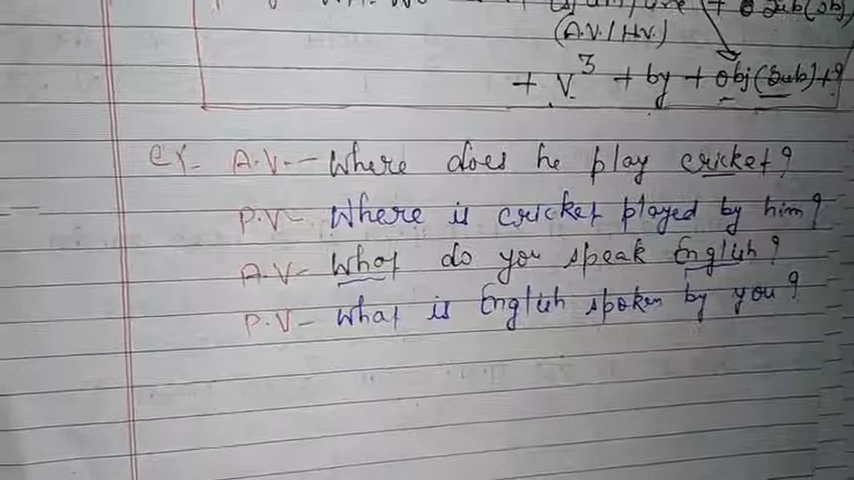 (A.V./H.V.)
+ V³ + by + obj(Sub)+?
ex- A.V.- Where does he play cricket?
P.V- Where is cricket played by him?
A.V- What do you speak English?
P.V- What is English spoken by you?